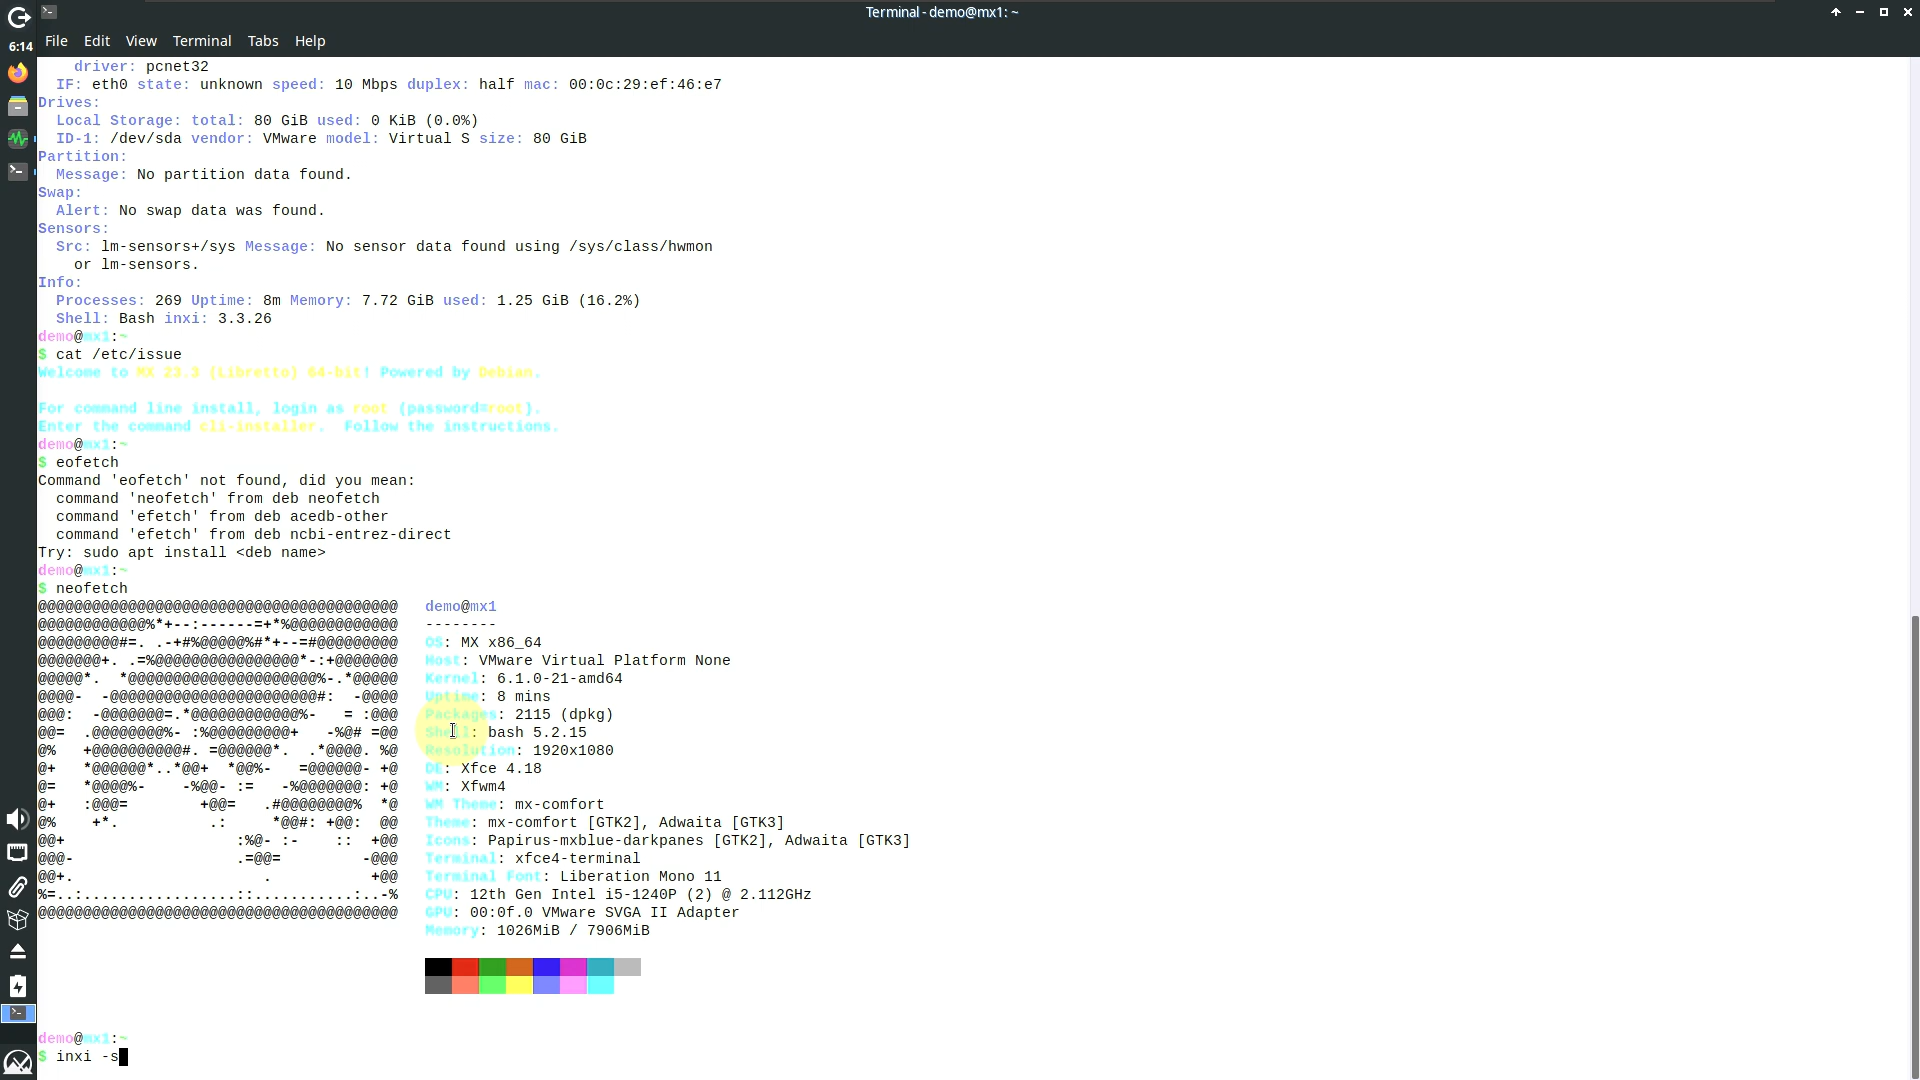 Terminal - demo@mx1: ~
6:14
File Edit View Terminal Tabs Help
driver: pcnet32
IF: eth0 state: unknown speed: 10 Mbps duplex: half mac: 00:0c:29:ef:46:e7
Drives:
Local Storage: total: 80 GiB used: 0 KiB (0.0%)
ID-1: /dev/sda vendor: VMware model: Virtual S size: 80 GiB
Partition:
Message: No partition data found.
Swap:
Alert: No swap data was found.
Sensors:
Src: lm-sensors+/sys Message: No sensor data found using /sys/class/hwmon
or lm-sensors.
Info:
Processes: 269 Uptime: 8m Memory: 7.72 GiB used: 1.25 GiB (16.2%)
Shell: Bash inxi: 3.3.26
demo@mx1:~
$ cat /etc/issue
Welcome to MX 23.3 (Libretto) 64-bit! Powered by Debian.
For command line install, login as root (password=root).
Enter the command cli-installer. Follow the instructions.
demo@mx1:~
$ eofetch
Command 'eofetch' not found, did you mean:
command 'neofetch' from deb neofetch
command 'efetch' from deb acedb-other
command 'efetch' from deb ncbi-entrez-direct
Try: sudo apt install <deb name>
demo@mx1:~
$ neofetch
demo@mx1
--------
OS: MX x86_64
Host: VMware Virtual Platform None
Kernel: 6.1.0-21-amd64
Uptime: 8 mins
Packages: 2115 (dpkg)
Shell: bash 5.2.15
Resolution: 1920x1080
DE: Xfce 4.18
WM: Xfwm4
WM Theme: mx-comfort
Theme: mx-comfort [GTK2], Adwaita [GTK3]
Icons: Papirus-mxblue-darkpanes [GTK2], Adwaita [GTK3]
Terminal: xfce4-terminal
Terminal Font: Liberation Mono 11
CPU: 12th Gen Intel i5-1240P (2) @ 2.112GHz
GPU: 00:0f.0 VMware SVGA II Adapter
Memory: 1026MiB / 7906MiB
demo@mx1:~
$ inxi -s